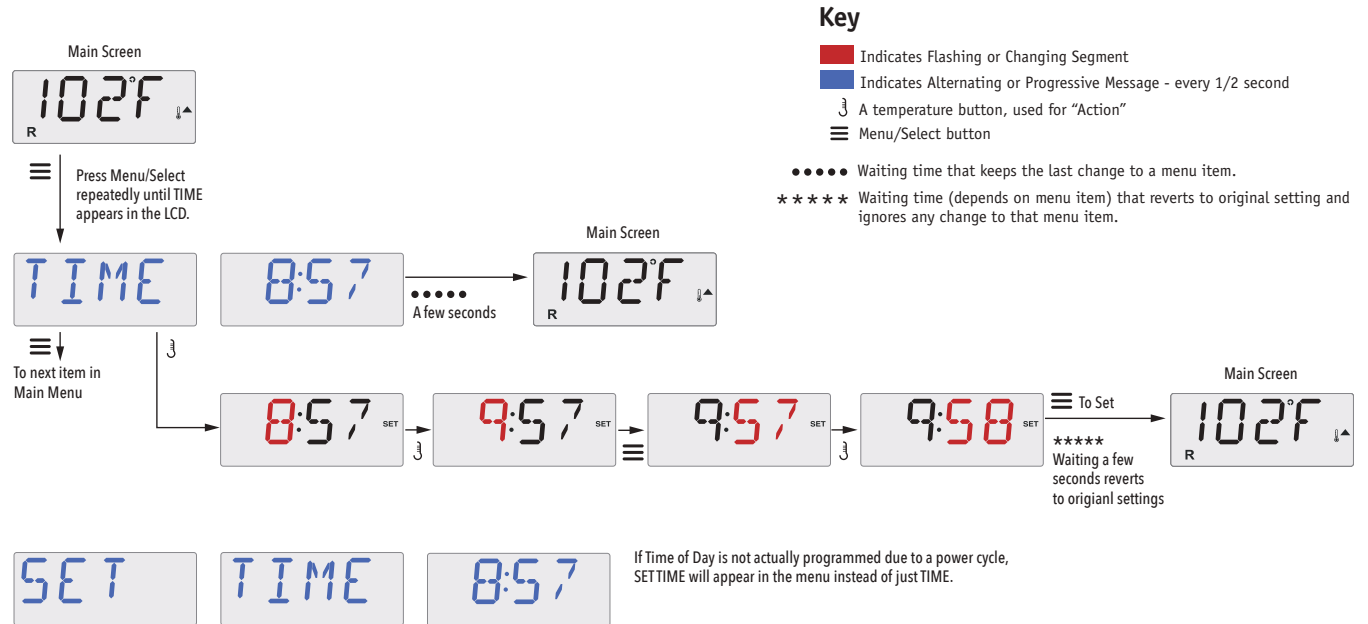 Key
Indicates Flashing or Changing Segment
Indicates Alternating or Progressive Message - every 1/2 second
A temperature button, used for “Action”
Menu/Select button
••••• Waiting time that keeps the last change to a menu item.
***** Waiting time (depends on menu item) that reverts to original setting and
ignores any change to that menu item.
Main Screen
102°F
R
Press Menu/Select
repeatedly until TIME
appears in the LCD.
TIME
8:57
•••••
A few seconds
Main Screen
102°F
R
To next item in
Main Menu
8:57 SET
9:57 SET
9:57 SET
9:58 SET
To Set
*****
Waiting a few
seconds reverts
to origianl settings
Main Screen
102°F
R
SET
TIME
8:57
If Time of Day is not actually programmed due to a power cycle,
SET TIME will appear in the menu instead of just TIME.